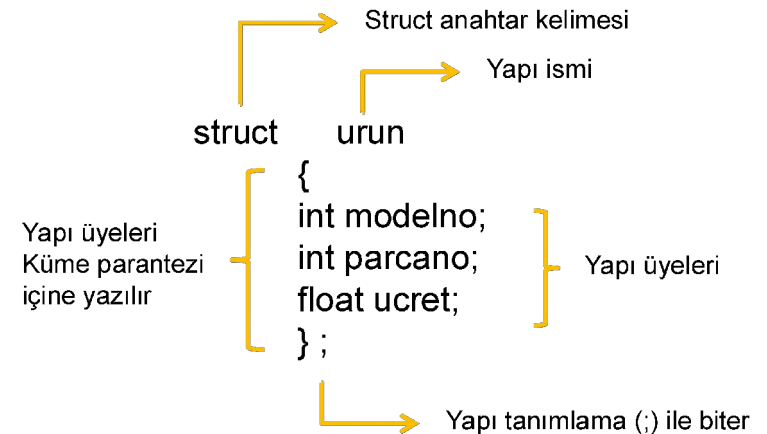 Struct anahtar kelimesi
Yapı ismi
struct urun
{
int modelno;
int parcano;
float ucret;
} ;
Yapı üyeleri
Küme parantezi
içine yazılır
Yapı üyeleri
Yapı tanımlama (;) ile biter